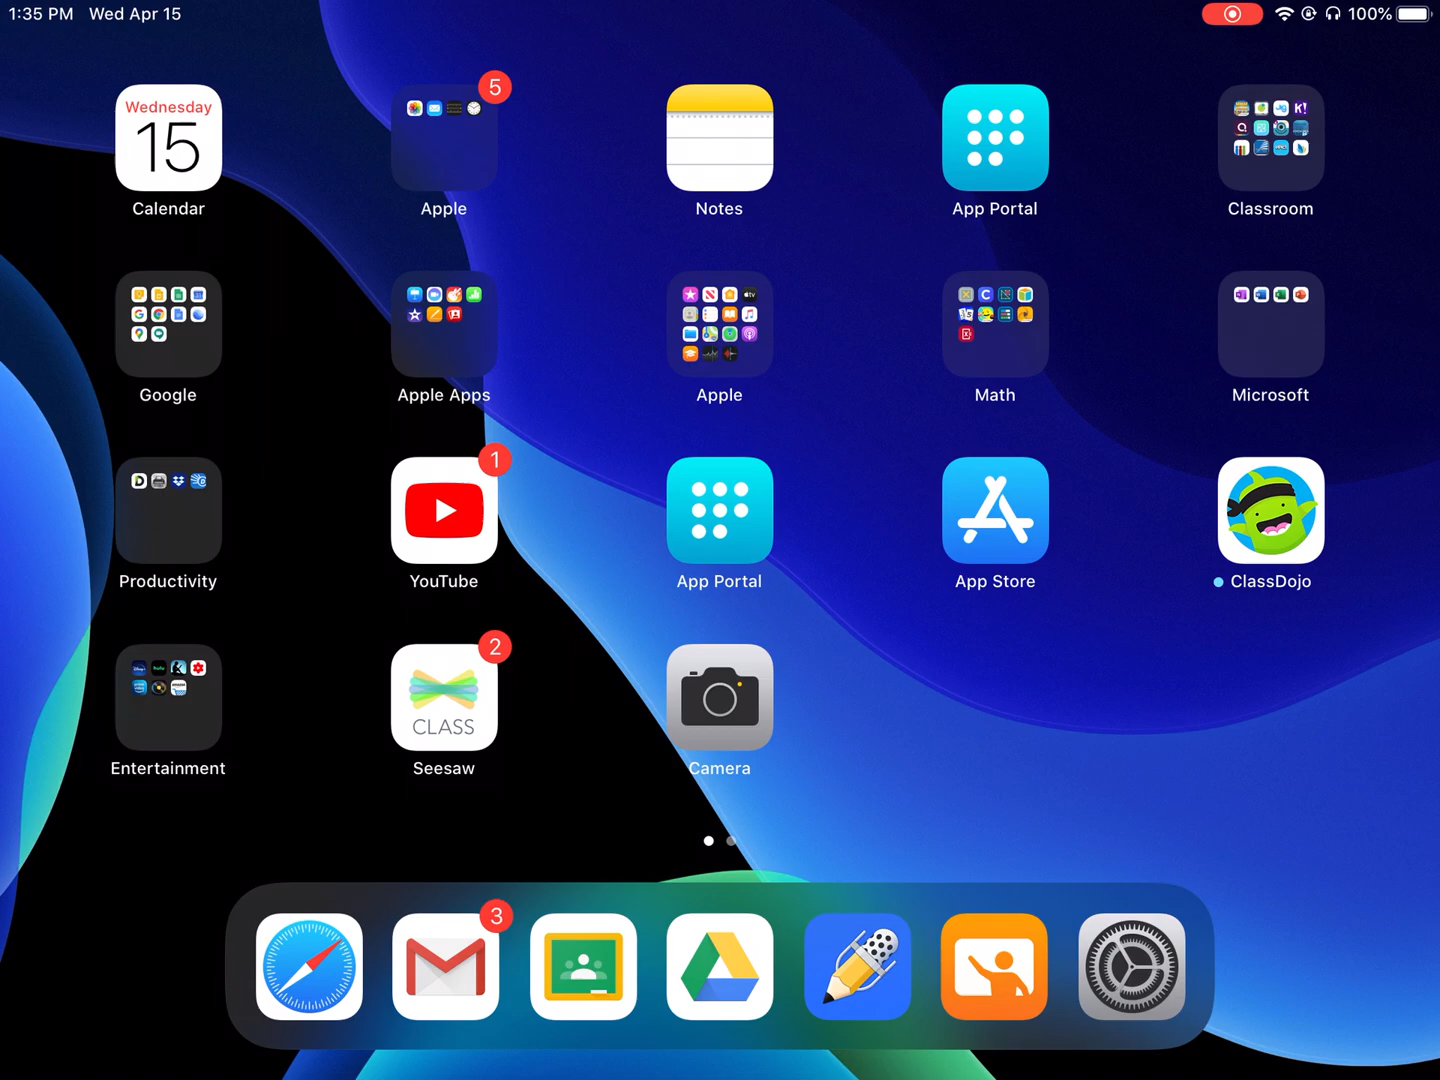 1:35 PM Wed Apr 15
100%
Wednesday
15
5
Calendar
Apple
Notes
App Portal
Classroom
Google
Apple Apps
Apple
Math
Microsoft
1
Productivity
YouTube
App Portal
App Store
ClassDojo
2
CLASS
Entertainment
Seesaw
Camera
3